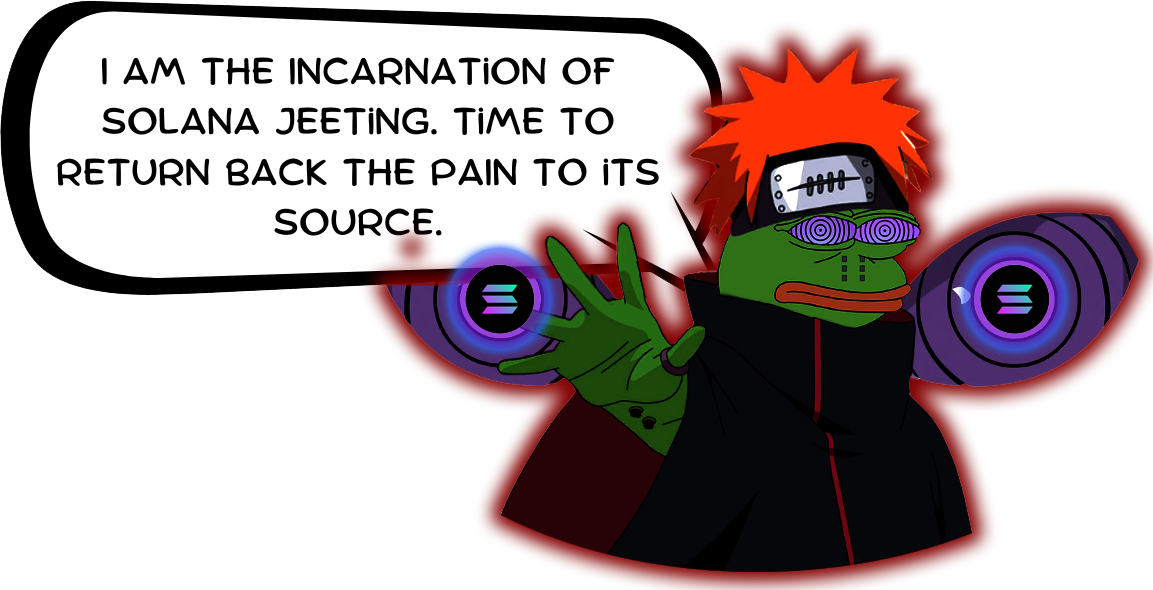 I AM THE INCARNATION OF
SOLANA JEETING. TIME TO
RETURN BACK THE PAIN TO ITS
SOURCE.